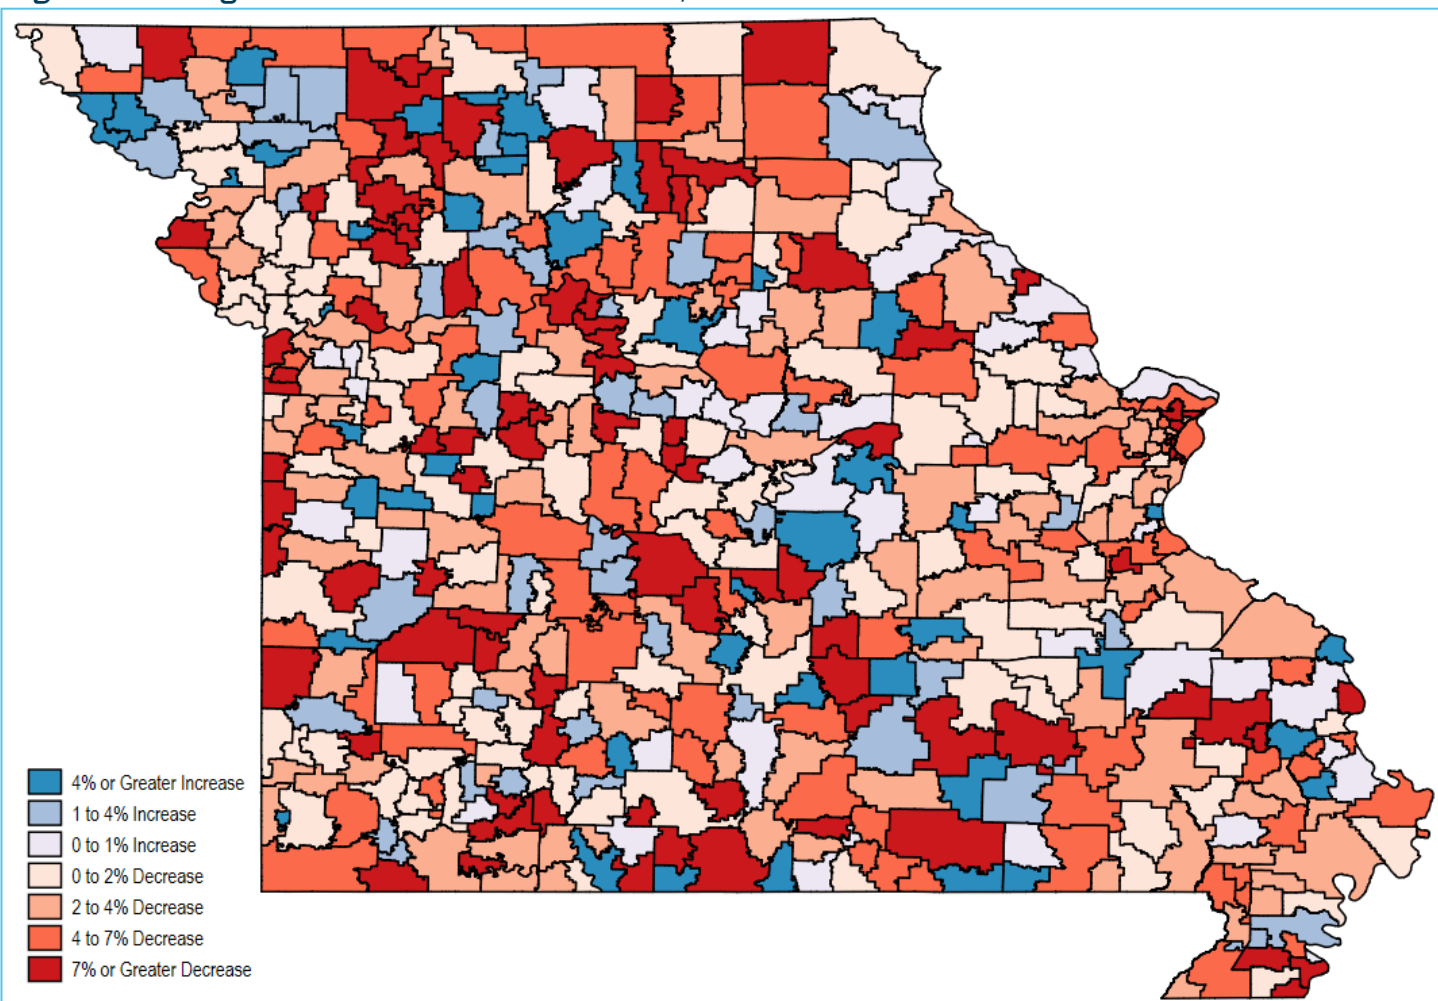 4% or Greater Increase
1 to 4% Increase
0 to 1% Increase
0 to 2% Decrease
2 to 4% Decrease
4 to 7% Decrease
7% or Greater Decrease